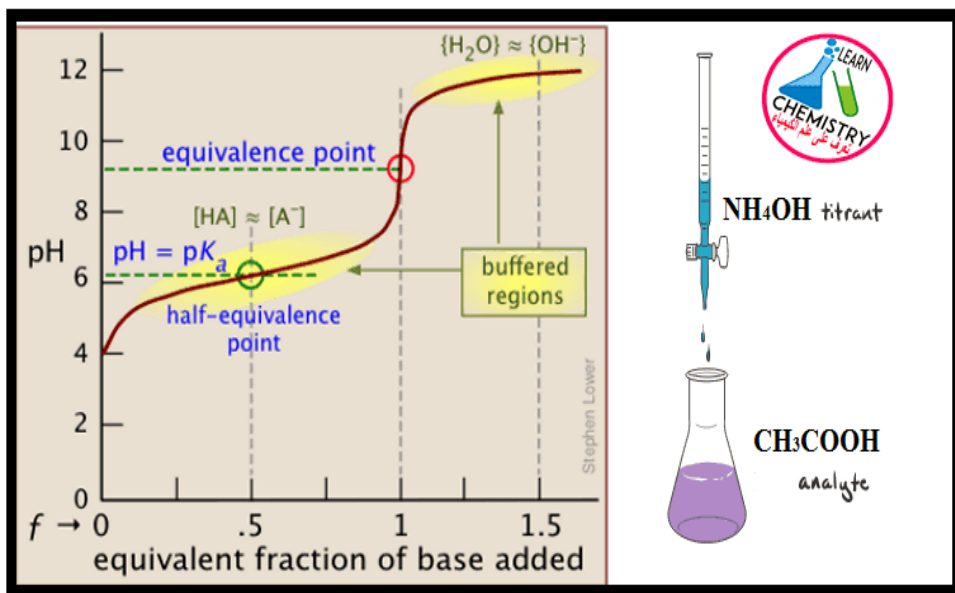 {H₂O} ≈ {OH⁻}
12
10
equivalence point
8
[HA] ≈ [A⁻]
pH
pH = pKₐ
6
buffered
regions
half-equivalence
point
4
2
0
Stephen Lower
f → 0 .5 1 1.5
equivalent fraction of base added
LEARN
CHEMISTRY
تعرف على علم الكيمياء
NH₄OH titrant
CH₃COOH
analyte